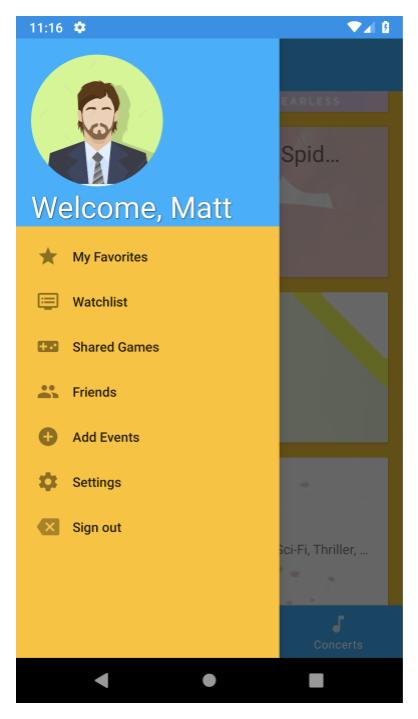 11:16
EARLESS
Spid...
Welcome, Matt
My Favorites
Watchlist
Shared Games
Friends
Add Events
Settings
Sign out
Sci-Fi, Thriller, ...
Concerts